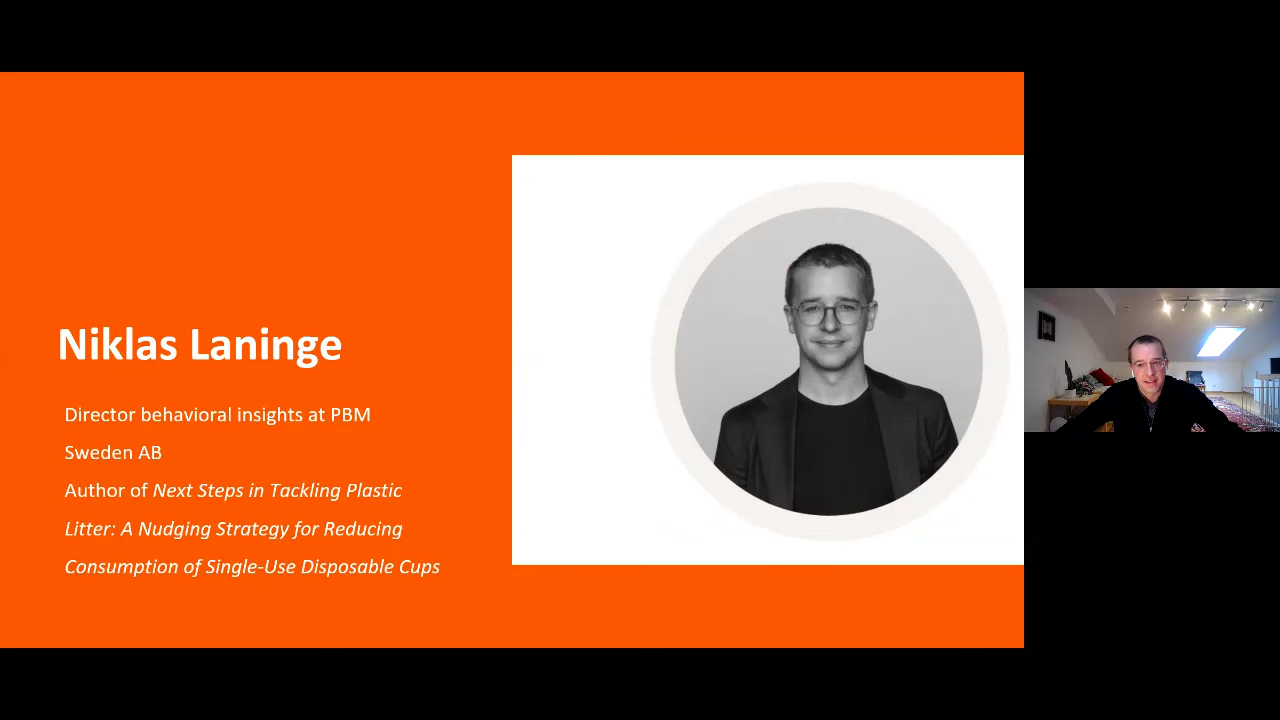 Niklas Laninge
Director behavioral insights at PBM
Sweden AB
Author of Next Steps in Tackling Plastic
Litter: A Nudging Strategy for Reducing
Consumption of Single-Use Disposable Cups